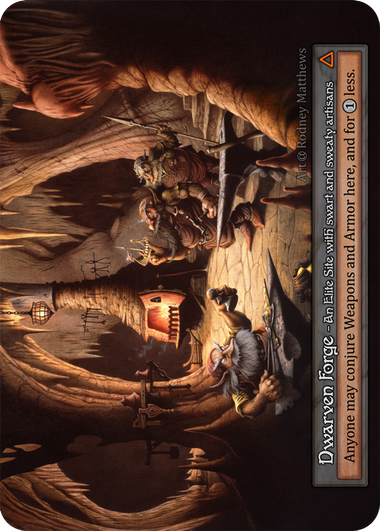 Art © Rodney Matthews
Dwarven Forge – An Elite Site with swart and sweaty artisans
Anyone may conjure Weapons and Armor here, and for ① less.